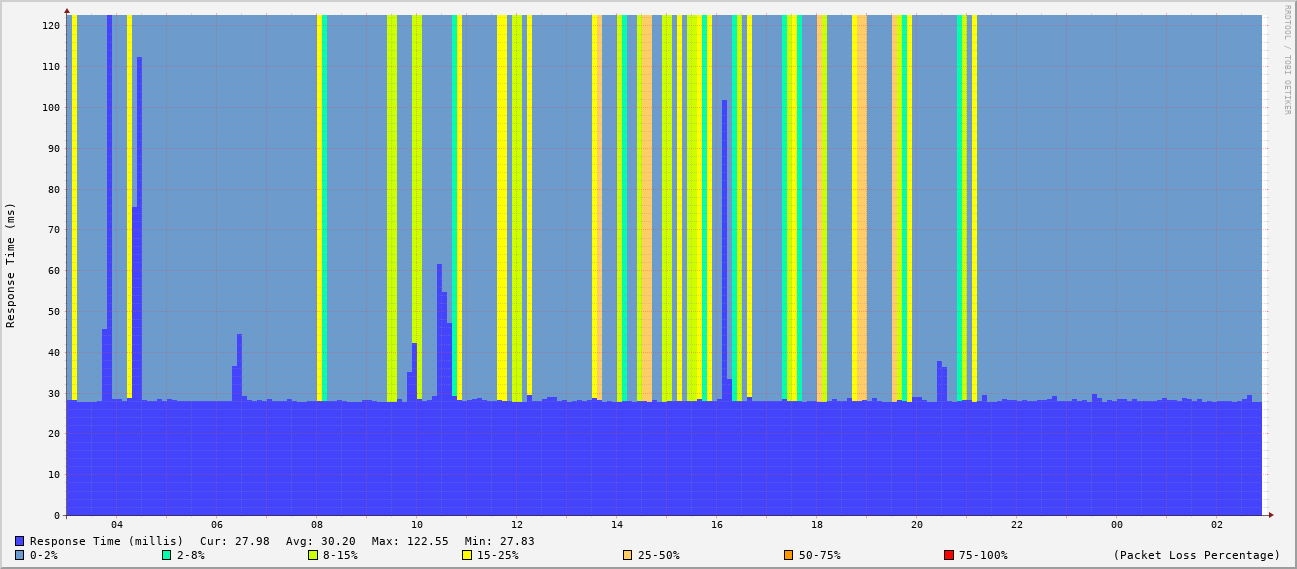 RRDTOOL / TOBI OETIKER
Response Time (ms)
120
110
100
90
80
70
60
50
40
30
20
10
0
04 06 08 10 12 14 16 18 20 22 00 02
Response Time (millis) Cur: 27.98 Avg: 30.20 Max: 122.55 Min: 27.83
0-2% 2-8% 8-15% 15-25% 25-50% 50-75% 75-100% (Packet Loss Percentage)